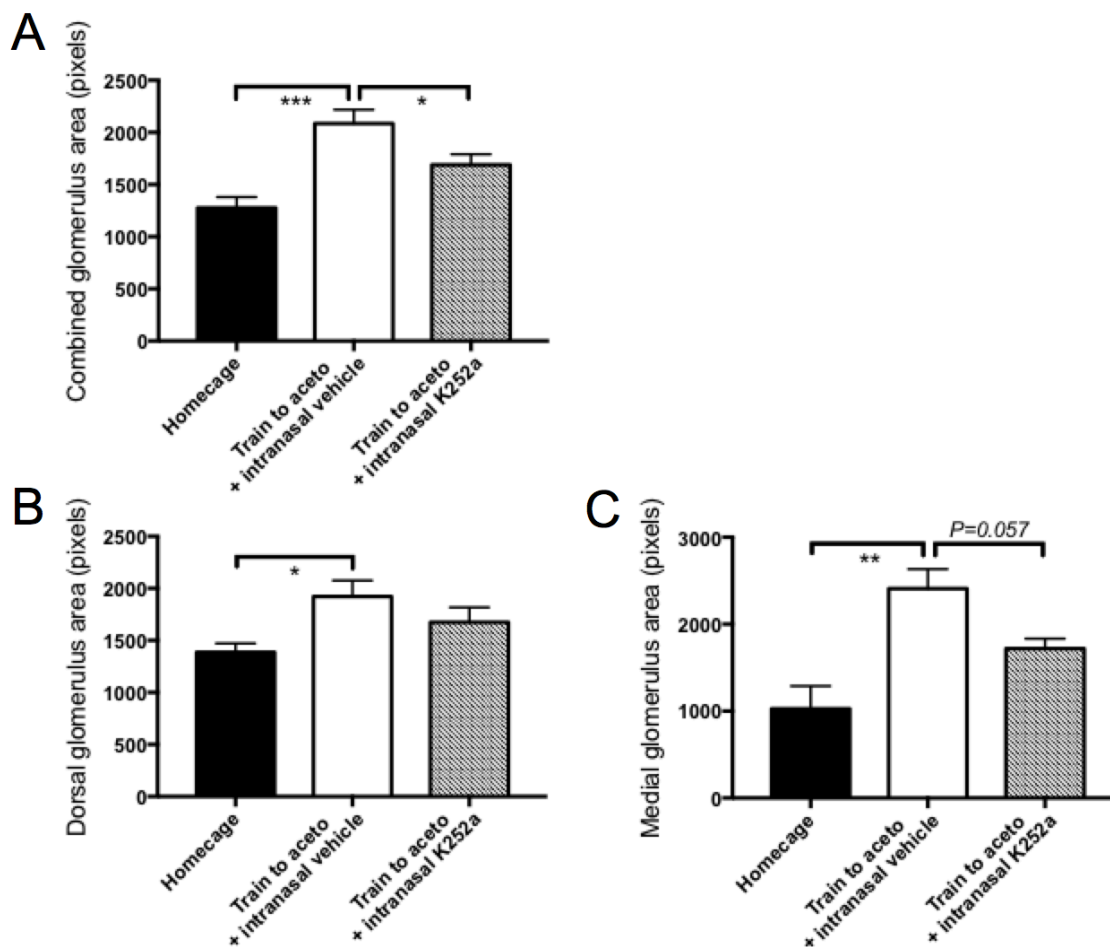 A
Combined glomerulus area (pixels)
2500
2000
1500
1000
500
0
***
*
Homecage
Train to aceto
+ intranasal vehicle
Train to aceto
+ intranasal K252a
B
Dorsal glomerulus area (pixels)
2500
2000
1500
1000
500
0
*
Homecage
Train to aceto
+ intranasal vehicle
Train to aceto
+ intranasal K252a
C
Medial glomerulus area (pixels)
3000
2000
1000
0
**
P=0.057
Homecage
Train to aceto
+ intranasal vehicle
Train to aceto
+ intranasal K252a